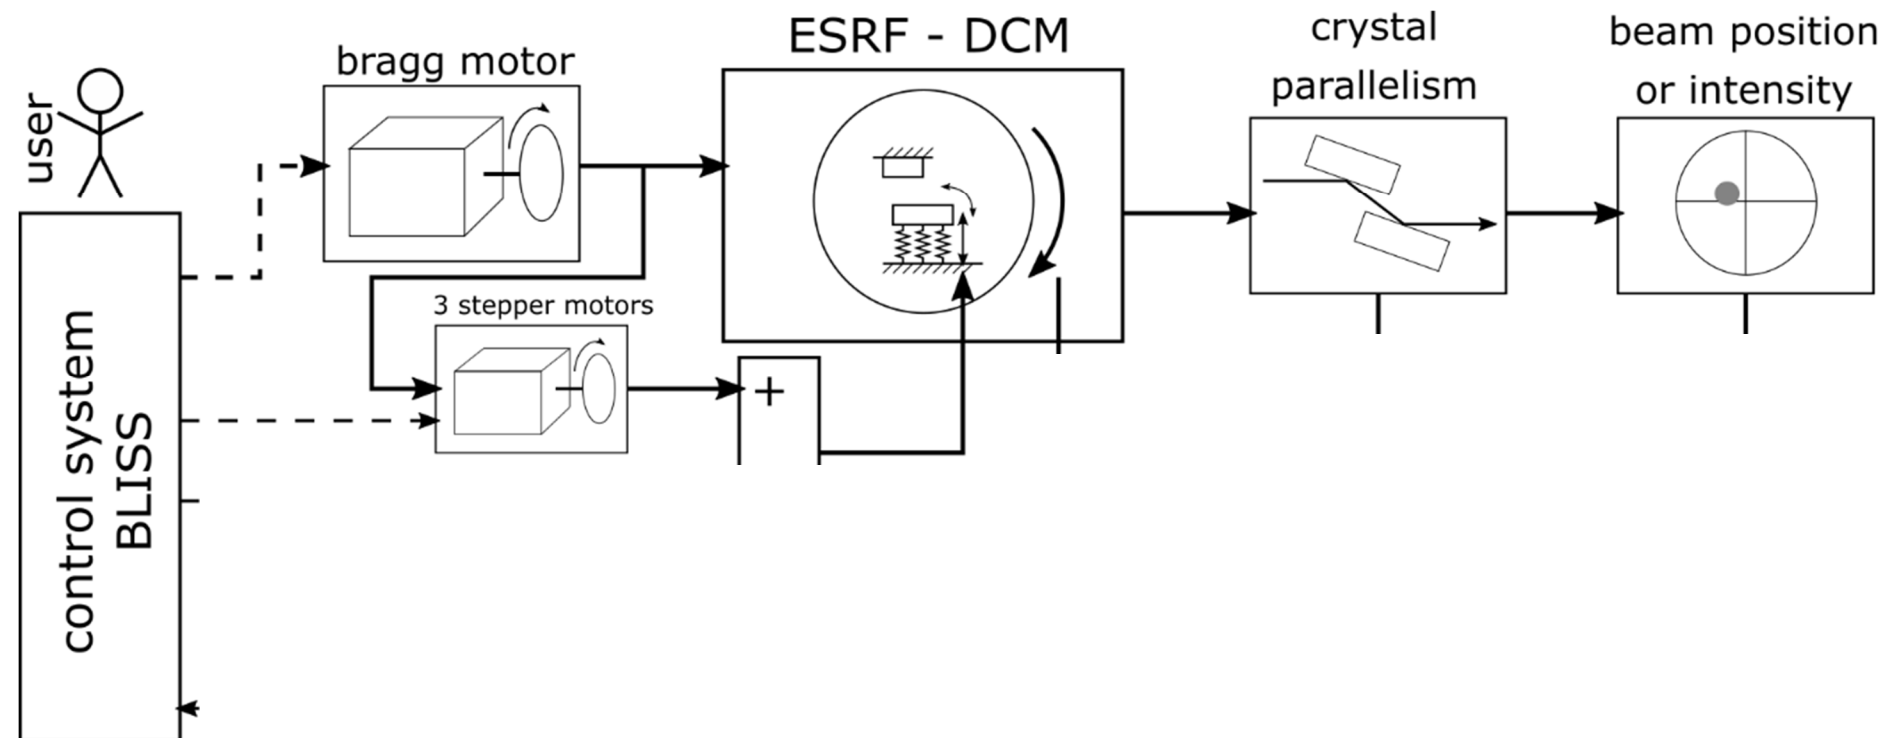 user
control system
BLISS
bragg motor
3 stepper motors
+
ESRF - DCM
crystal
parallelism
beam position
or intensity